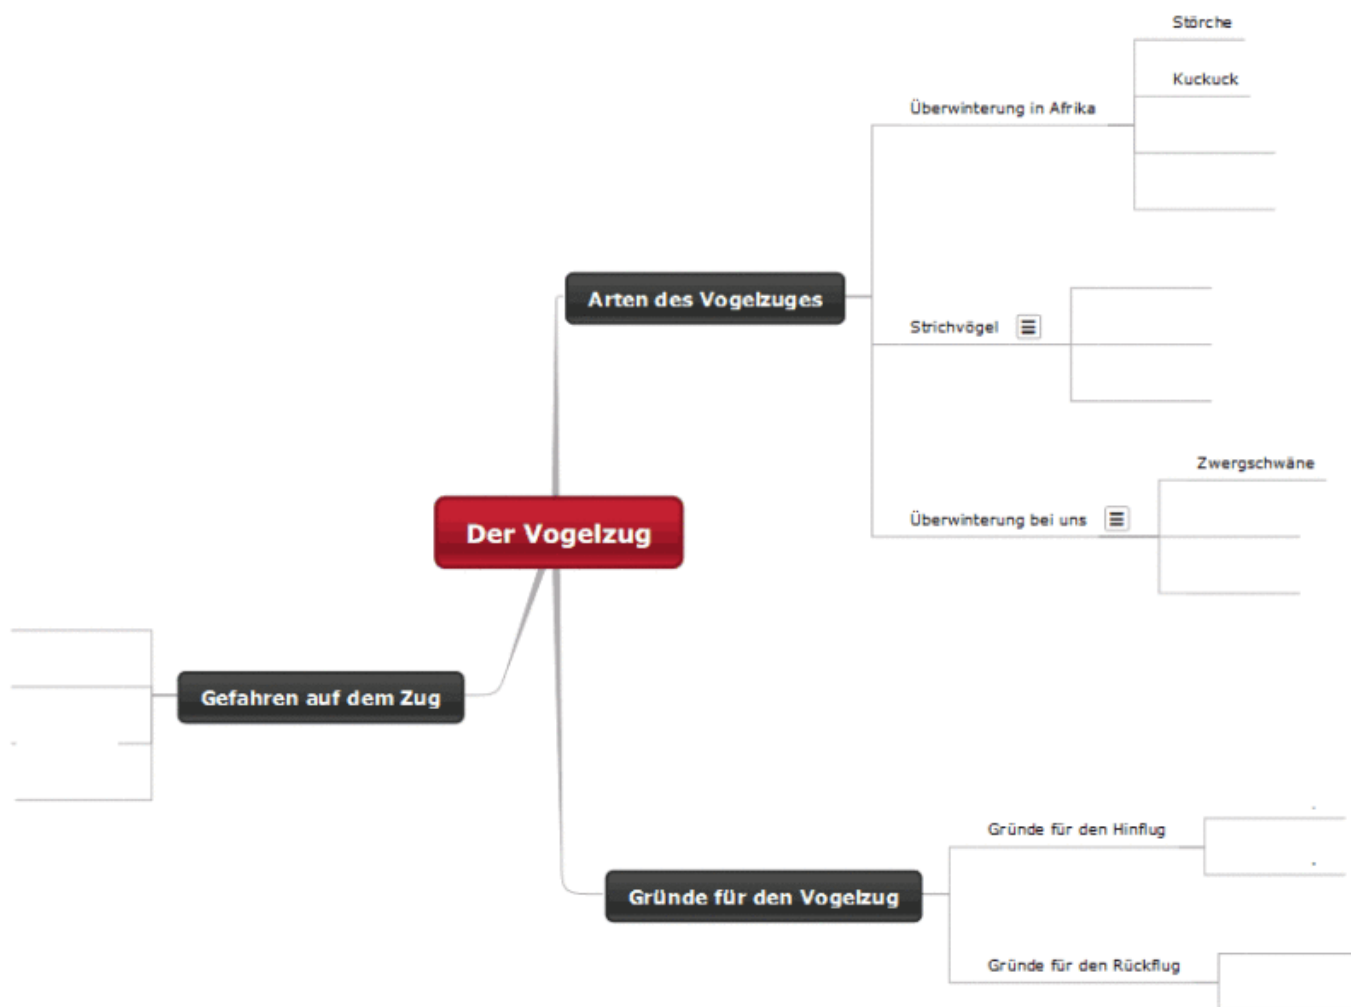 Störche
Kuckuck
Überwinterung in Afrika
Arten des Vogelzuges
Strichvögel
Zwergschwäne
Überwinterung bei uns
Der Vogelzug
Gefahren auf dem Zug
Gründe für den Hinflug
Gründe für den Vogelzug
Gründe für den Rückflug